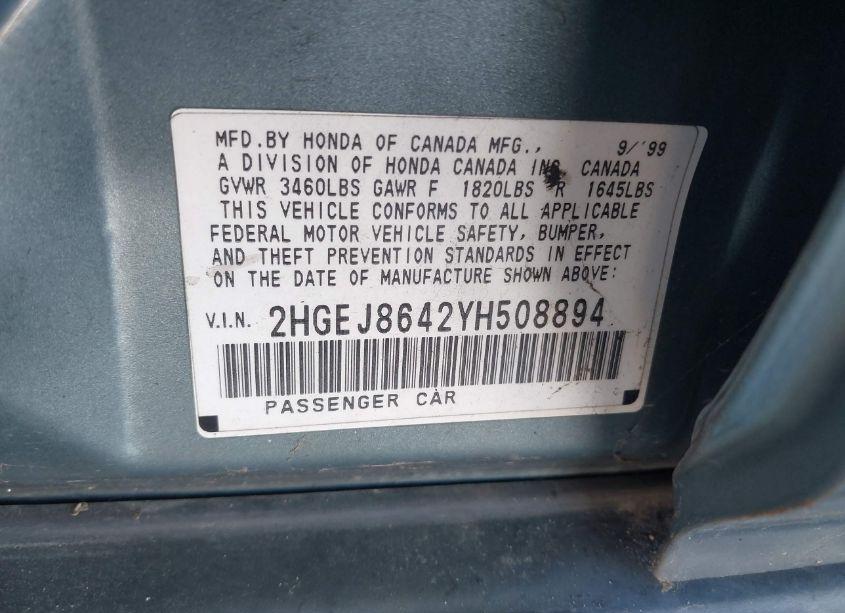 MFD.BY HONDA OF CANADA MFG., 9/'99
A DIVISION OF HONDA CANADA INC. CANADA
GVWR 3460LBS GAWR F 1820LBS R 1645LBS
THIS VEHICLE CONFORMS TO ALL APPLICABLE
FEDERAL MOTOR VEHICLE SAFETY, BUMPER,
AND THEFT PREVENTION STANDARDS IN EFFECT
ON THE DATE OF MANUFACTURE SHOWN ABOVE:
V.I.N. 2HGEJ8642YH508894
PASSENGER CAR